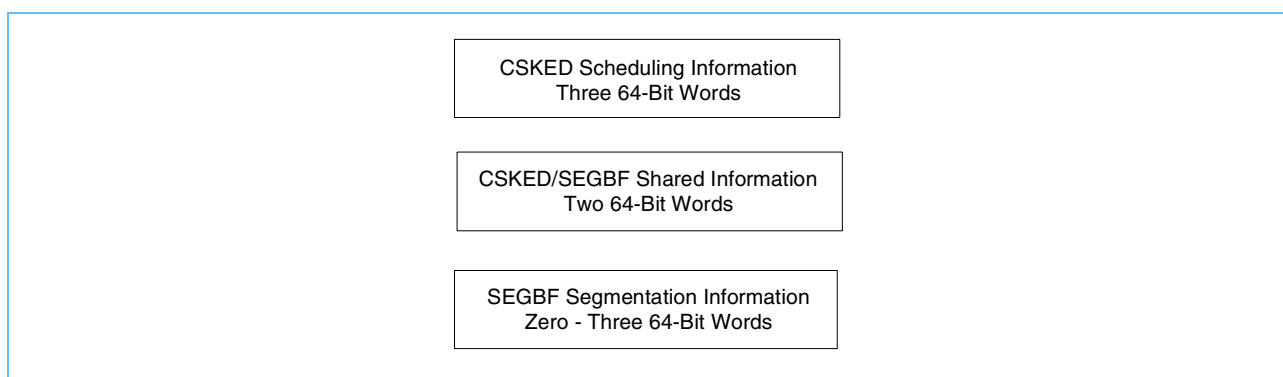 CSKED Scheduling Information
Three 64-Bit Words
CSKED/SEGBF Shared Information
Two 64-Bit Words
SEGBF Segmentation Information
Zero - Three 64-Bit Words